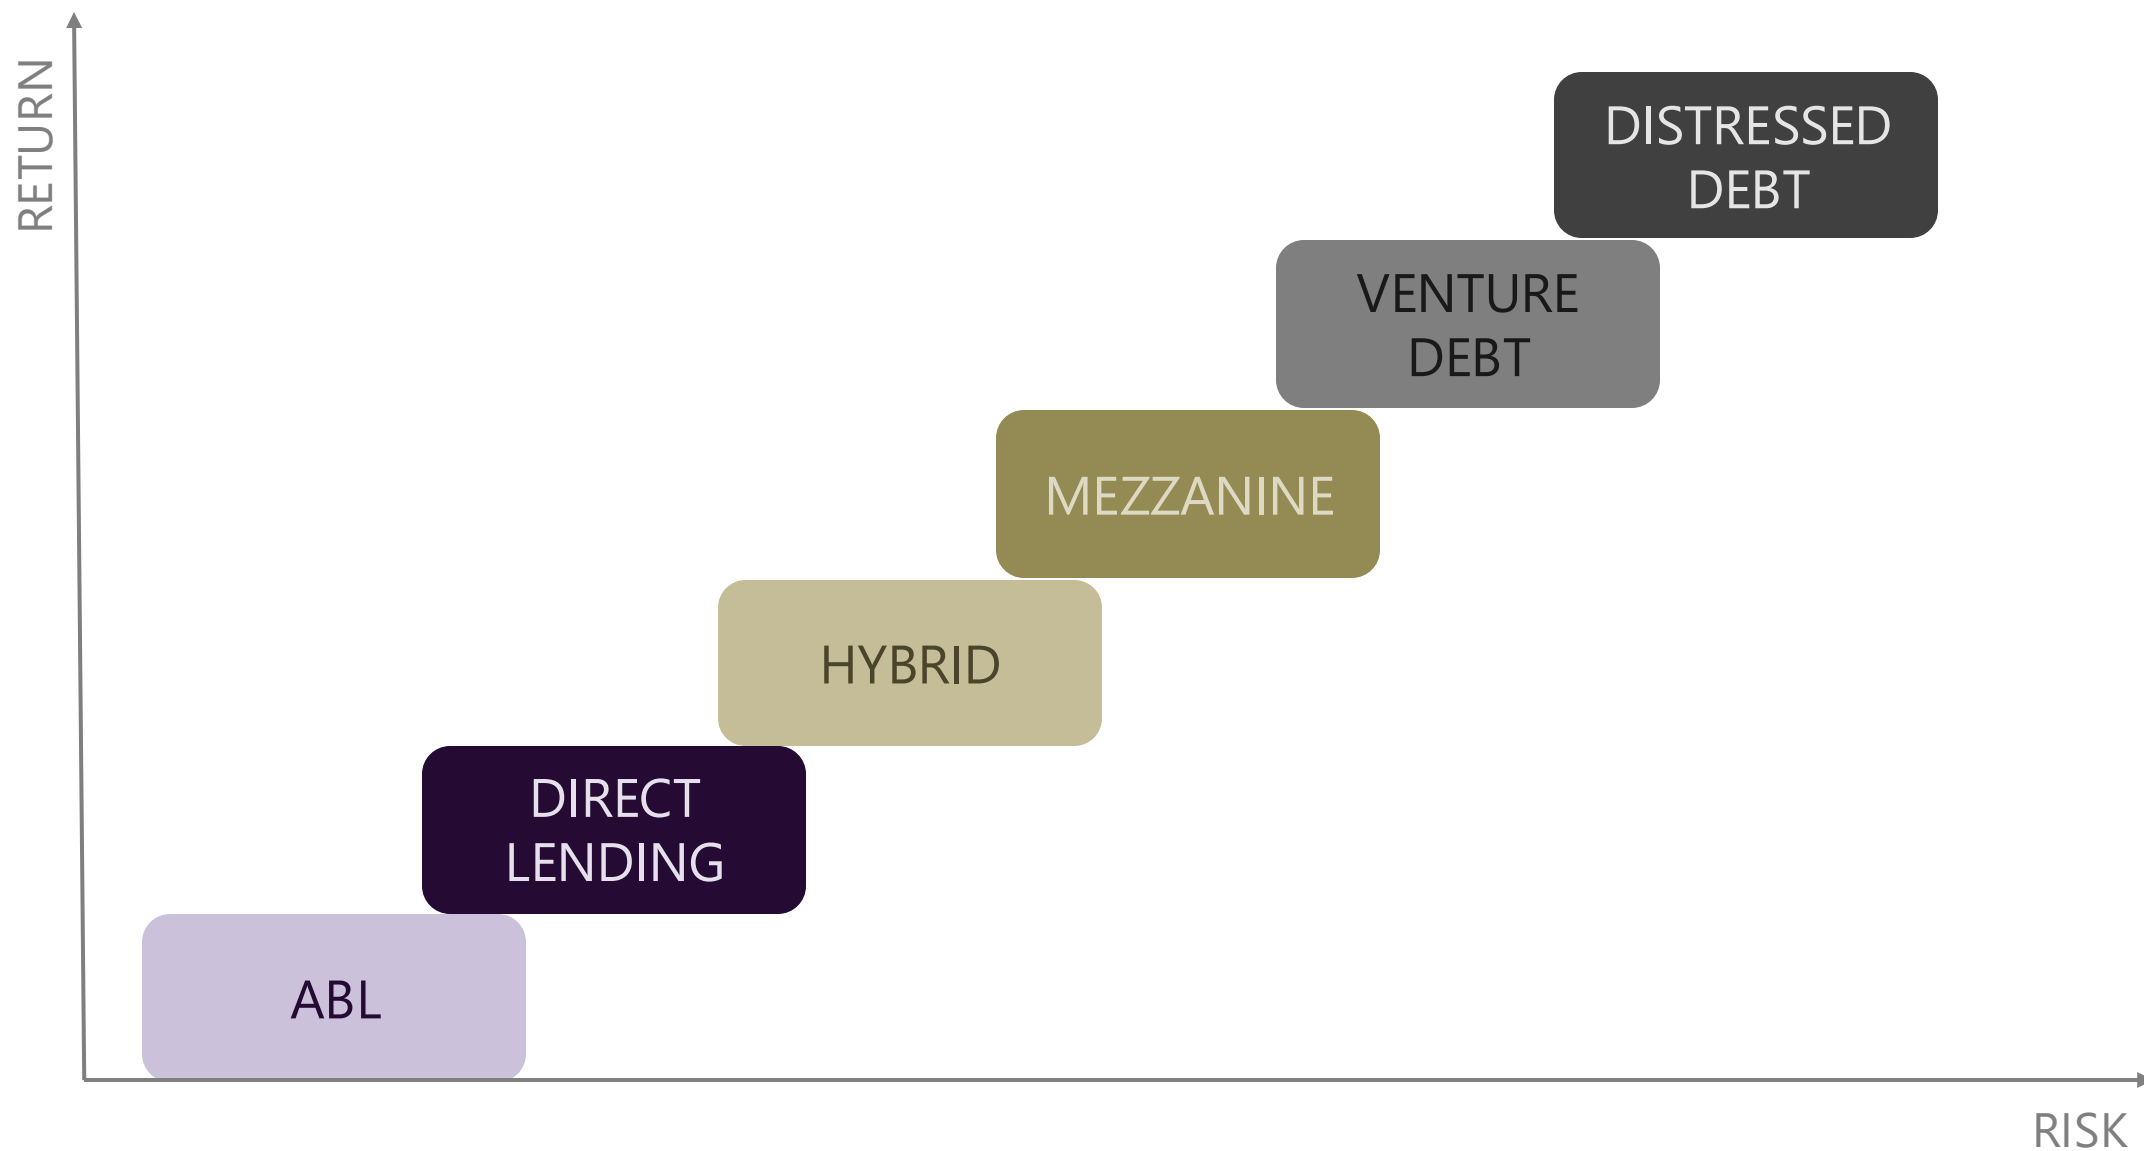 RETURN
DISTRESSED
DEBT
VENTURE
DEBT
MEZZANINE
HYBRID
DIRECT
LENDING
ABL
RISK